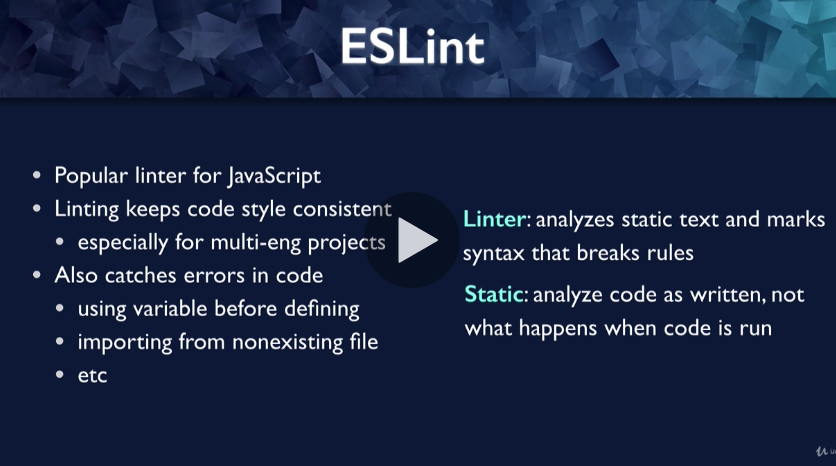 ESLint
• Popular linter for JavaScript
• Linting keeps code style consistent
• especially for multi-eng projects
• Also catches errors in code
• using variable before defining
• importing from nonexisting file
• etc
Linter: analyzes static text and marks
syntax that breaks rules
Static: analyze code as written, not
what happens when code is run